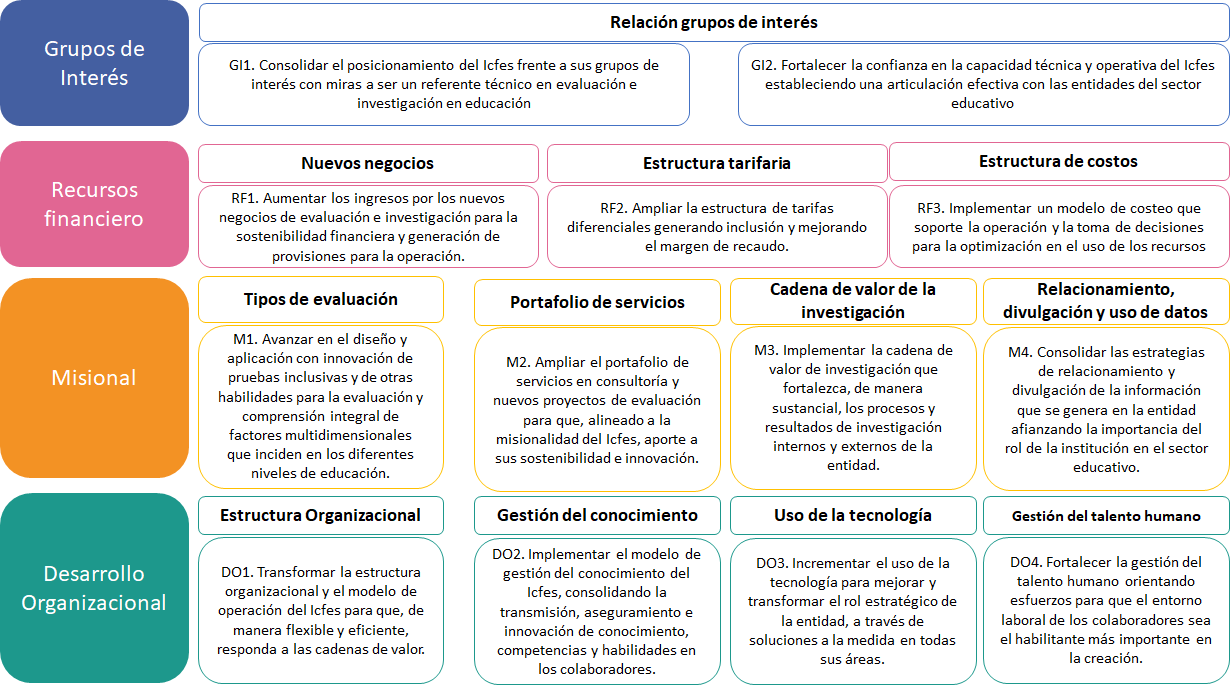 Grupos de
Interés
Relación grupos de interés
GI1. Consolidar el posicionamiento del Icfes frente a sus grupos de
interés con miras a ser un referente técnico en evaluación e
investigación en educación
GI2. Fortalecer la confianza en la capacidad técnica y operativa del Icfes
estableciendo una articulación efectiva con las entidades del sector
educativo
Recursos
financiero
Nuevos negocios
RF1. Aumentar los ingresos por los nuevos
negocios de evaluación e investigación para la
sostenibilidad financiera y generación de
provisiones para la operación.
Estructura tarifaria
RF2. Ampliar la estructura de tarifas
diferenciales generando inclusión y mejorando
el margen de recaudo.
Estructura de costos
RF3. Implementar un modelo de costeo que
soporte la operación y la toma de decisiones
para la optimización en el uso de los recursos
Misional
Tipos de evaluación
M1. Avanzar en el diseño y
aplicación con innovación de
pruebas inclusivas y de otras
habilidades para la evaluación y
comprensión integral de
factores multidimensionales
que inciden en los diferentes
niveles de educación.
Portafolio de servicios
M2. Ampliar el portafolio de
servicios en consultoría y
nuevos proyectos de evaluación
para que, alineado a la
misionalidad del Icfes, aporte a
sus sostenibilidad e innovación.
Cadena de valor de la
investigación
M3. Implementar la cadena de
valor de investigación que
fortalezca, de manera
sustancial, los procesos y
resultados de investigación
internos y externos de la
entidad.
Relacionamiento,
divulgación y uso de datos
M4. Consolidar las estrategias
de relacionamiento y
divulgación de la información
que se genera en la entidad
afianzando la importancia del
rol de la institución en el sector
educativo.
Desarrollo
Organizacional
Estructura Organizacional
DO1. Transformar la estructura
organizacional y el modelo de
operación del Icfes para que, de
manera flexible y eficiente,
responda a las cadenas de valor.
Gestión del conocimiento
DO2. Implementar el modelo de
gestión del conocimiento del
Icfes, consolidando la
transmisión, aseguramiento e
innovación de conocimiento,
competencias y habilidades en
los colaboradores.
Uso de la tecnología
DO3. Incrementar el uso de la
tecnología para mejorar y
transformar el rol estratégico de
la entidad, a través de
soluciones a la medida en todas
sus áreas.
Gestión del talento humano
DO4. Fortalecer la gestión del
talento humano orientando
esfuerzos para que el entorno
laboral de los colaboradores sea
el habilitante más importante en
la creación.